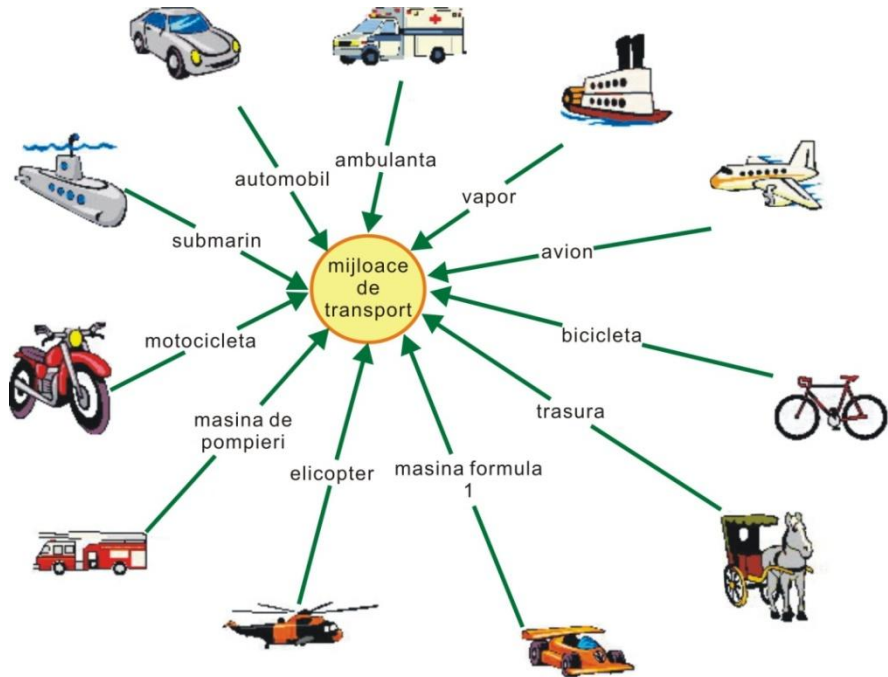 ambulanta
automobil
vapor
submarin
avion
mijloace
de
transport
motocicleta
bicicleta
masina de
pompieri
trasura
elicopter
masina formula
1